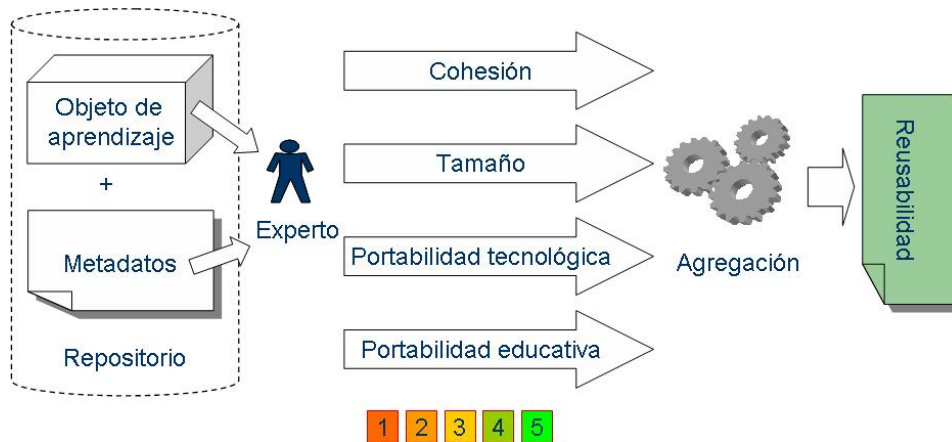 Objeto de
aprendizaje
+
Metadatos
Repositorio
Experto
Cohesión
Tamaño
Portabilidad tecnológica
Portabilidad educativa
Agregación
Reusabilidad
1 2 3 4 5